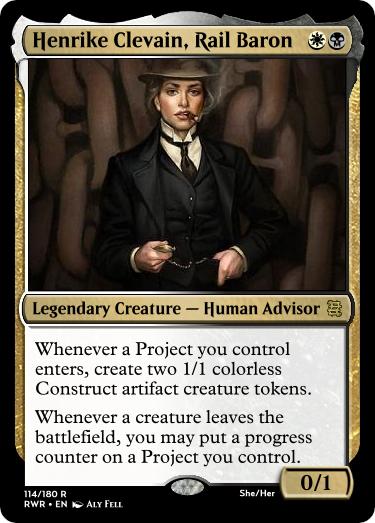 Henrike Clevain, Rail Baron
Legendary Creature — Human Advisor
Whenever a Project you control
enters, create two 1/1 colorless
Construct artifact creature tokens.
Whenever a creature leaves the
battlefield, you may put a progress
counter on a Project you control.
0/1
114/180 R
RWR • EN Aly Fell
She/Her